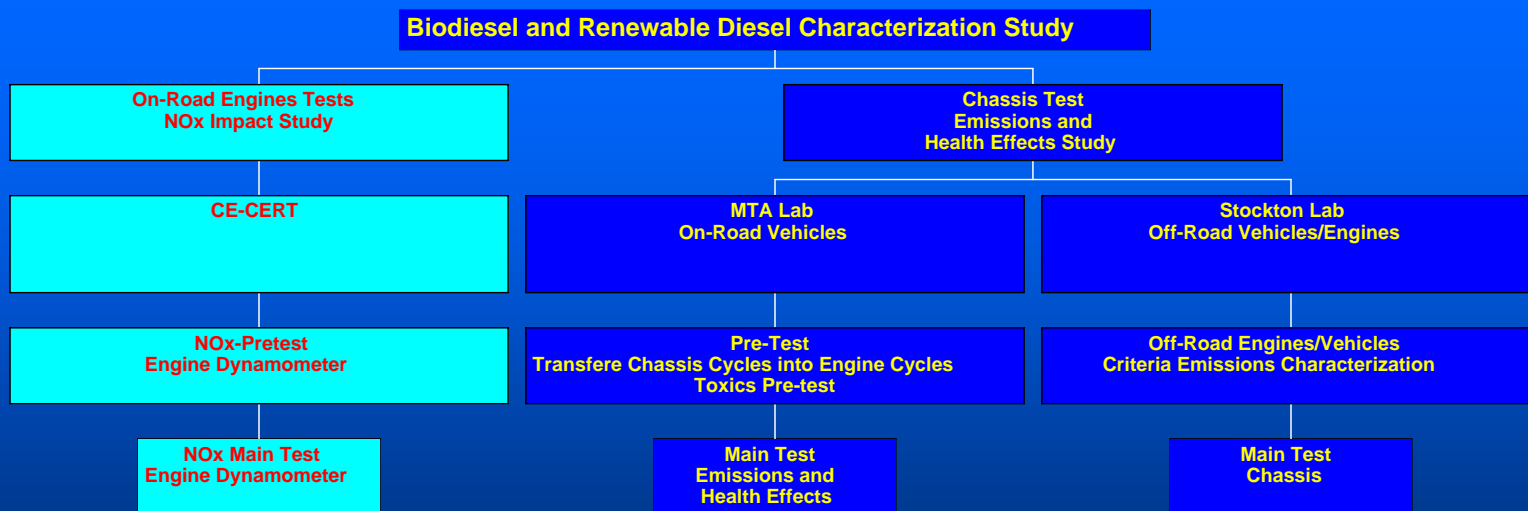 Biodiesel and Renewable Diesel Characterization Study
On-Road Engines Tests
NOx Impact Study
Chassis Test
Emissions and
Health Effects Study
CE-CERT
MTA Lab
On-Road Vehicles
Stockton Lab
Off-Road Vehicles/Engines
NOx-Pretest
Engine Dynamometer
Pre-Test
Transfere Chassis Cycles into Engine Cycles
Toxics Pre-test
Off-Road Engines/Vehicles
Criteria Emissions Characterization
NOx Main Test
Engine Dynamometer
Main Test
Emissions and
Health Effects
Main Test
Chassis